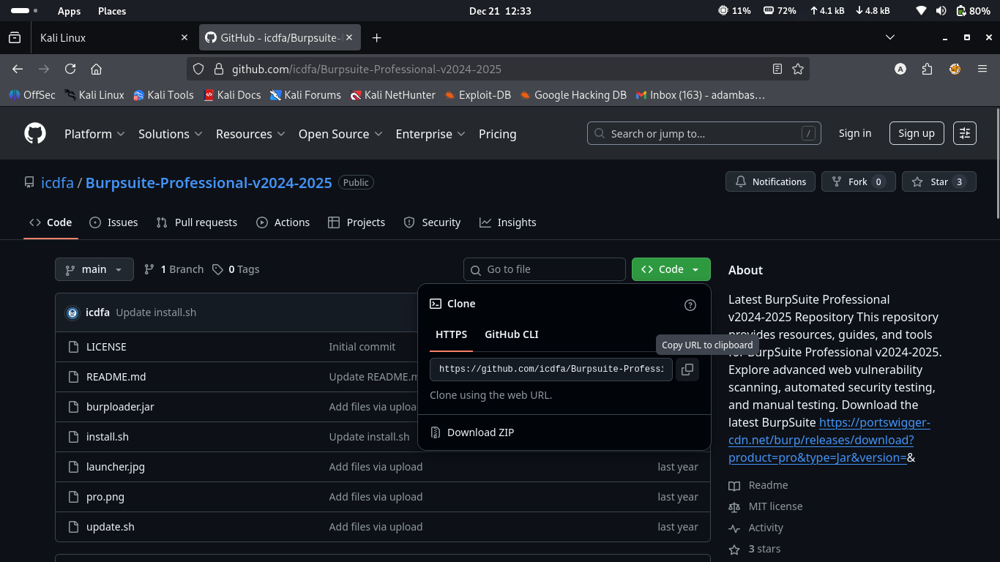 Apps Places Dec 21 12:33 11% 72% 4.1 kB 4.8 kB 80%
Kali Linux GitHub - icdfa/Burpsuite-
github.com/icdfa/Burpsuite-Professional-v2024-2025 A
OffSec Kali Linux Kali Tools Kali Docs Kali Forums Kali NetHunter Exploit-DB Google Hacking DB Inbox (163) - adambas…
Platform Solutions Resources Open Source Enterprise Pricing Search or jump to... / Sign in Sign up
icdfa / Burpsuite-Professional-v2024-2025 Public Notifications Fork 0 Star 3
Code Issues Pull requests Actions Projects Security Insights
main 1 Branch 0 Tags Go to file Code
icdfa Update install.sh
LICENSE Initial commit
README.md Update README.m
burploader.jar Add files via uploa
install.sh Update install.sh
launcher.jpg Add files via upload last year
pro.png Add files via upload last year
update.sh Add files via upload last year
Clone
HTTPS GitHub CLI
Copy URL to clipboard
https://github.com/icdfa/Burpsuite-Professi
Clone using the web URL.
Download ZIP
About
Latest BurpSuite Professional
v2024-2025 Repository This repository
provides resources, guides, and tools
for BurpSuite Professional v2024-2025.
Explore advanced web vulnerability
scanning, automated security testing,
and manual testing. Download the
latest BurpSuite https://portswigger-
cdn.net/burp/releases/download?
product=pro&type=Jar&version=&
Readme
MIT license
Activity
3 stars